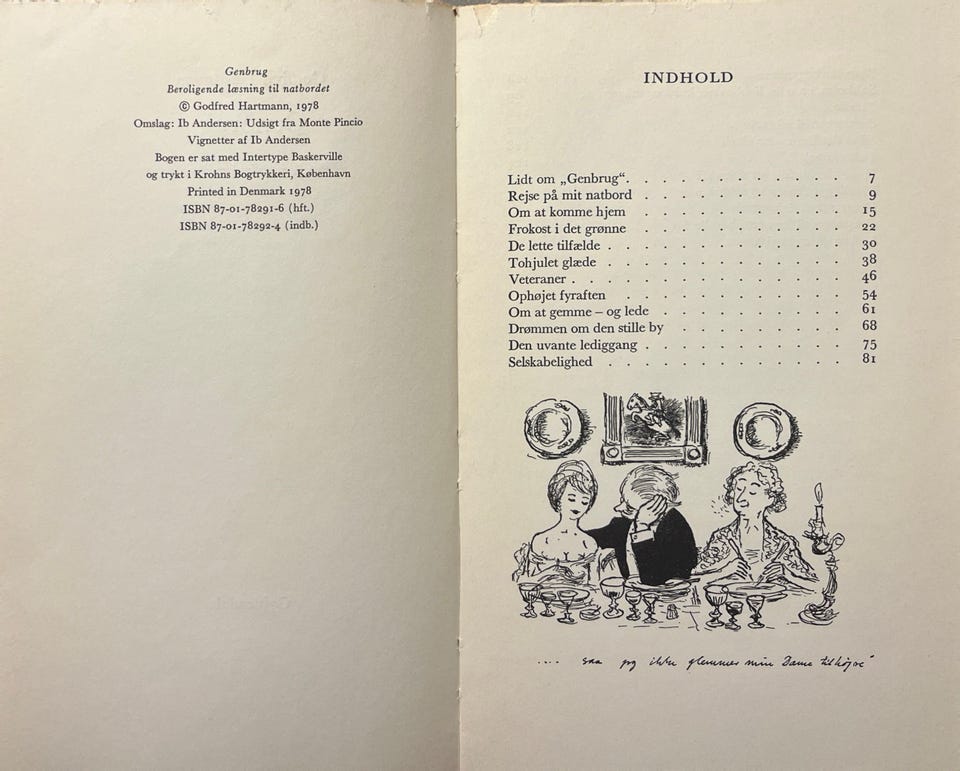 Genbrug
Beroligende læsning til natbordet
© Godfred Hartmann, 1978
Omslag: Ib Andersen: Udsigt fra Monte Pincio
Vignetter af Ib Andersen
Bogen er sat med Intertype Baskerville
og trykt i Krohns Bogtrykkeri, København
Printed in Denmark 1978
ISBN 87-01-78291-6 (hft.)
ISBN 87-01-78292-4 (indb.)
INDHOLD
Lidt om „Genbrug“. . . . . . . . . . . . 7
Rejse på mit natbord . . . . . . . . . . . 9
Om at komme hjem . . . . . . . . . . . 15
Frokost i det grønne . . . . . . . . . . . 22
De lette tilfælde . . . . . . . . . . . . . 30
Tohjulet glæde . . . . . . . . . . . . . 38
Veteraner . . . . . . . . . . . . . . . 46
Ophøjet fyraften . . . . . . . . . . . . 54
Om at gemme – og lede . . . . . . . . . . 61
Drømmen om den stille by . . . . . . . . . 68
Den uvante lediggang . . . . . . . . . . . 75
Selskabelighed . . . . . . . . . . . . . 81
.... saa jeg ikke glemmer min Dame tilhøjre"